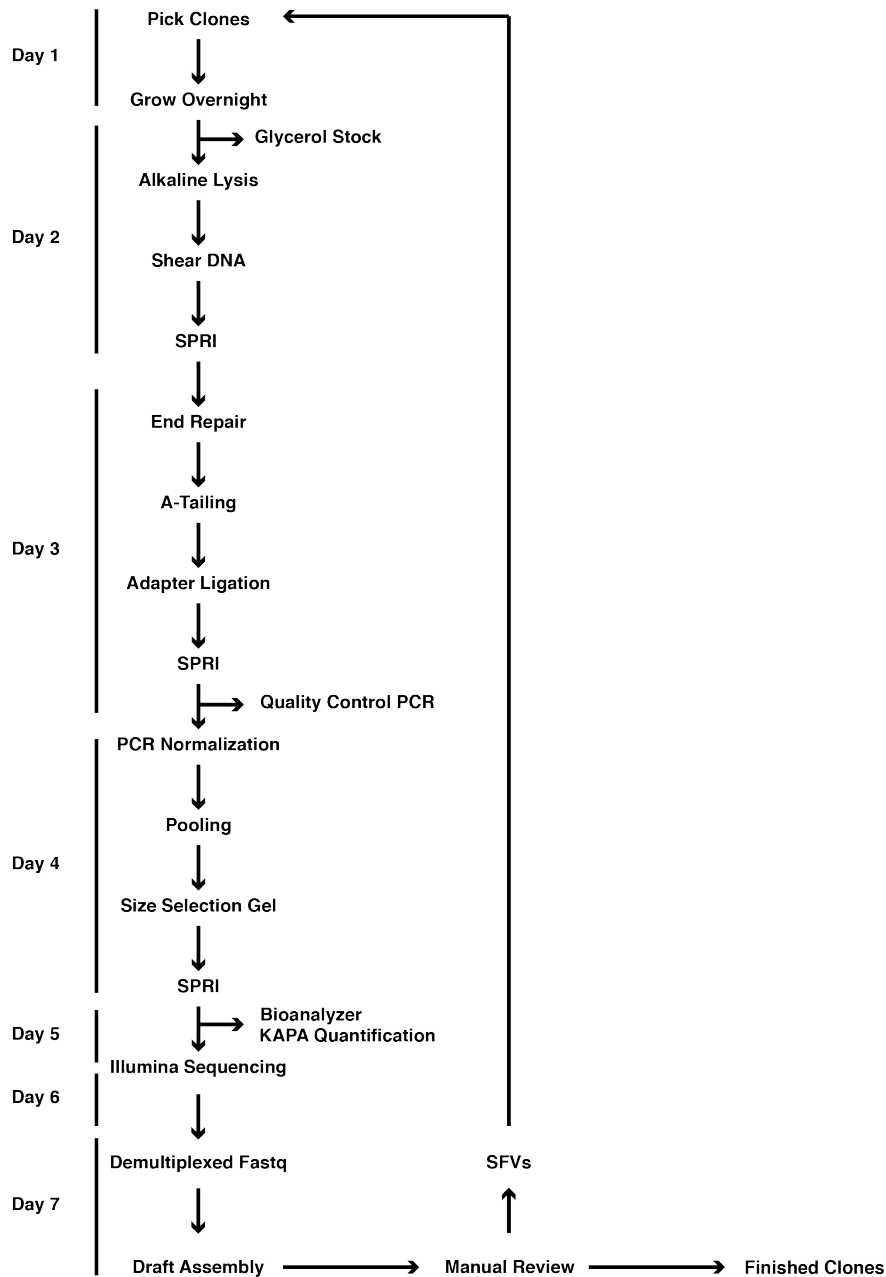 Pick Clones
Day 1
Grow Overnight
Glycerol Stock
Alkaline Lysis
Day 2
Shear DNA
SPRI
End Repair
A-Tailing
Day 3
Adapter Ligation
SPRI
Quality Control PCR
PCR Normalization
Pooling
Day 4
Size Selection Gel
SPRI
Bioanalyzer
KAPA Quantification
Day 5
Illumina Sequencing
Day 6
Demultiplexed Fastq
SFVs
Day 7
Draft Assembly
Manual Review
Finished Clones